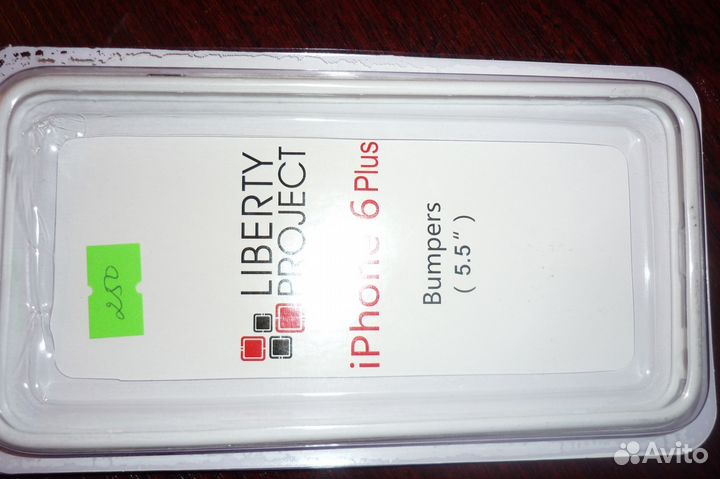 LIBERTY
PROJECT
iPhone 6 Plus
Bumpers
( 5.5" )
250
Avito